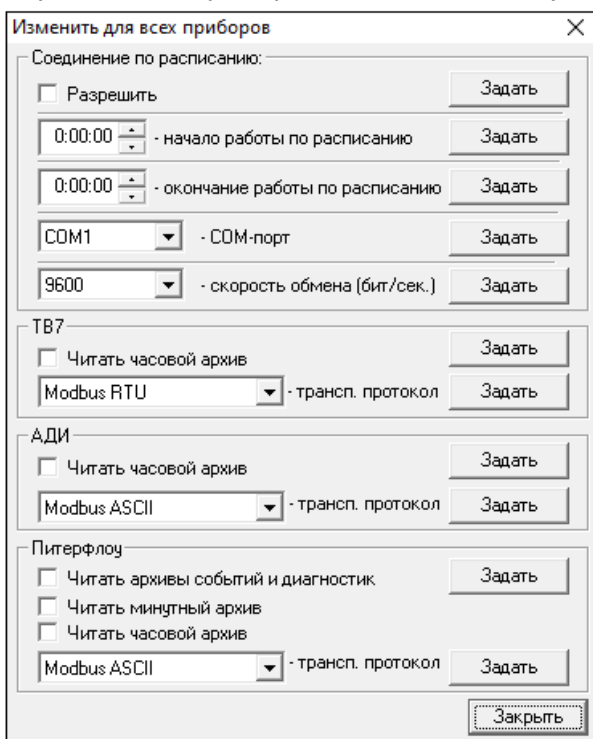 Изменить для всех приборов
Соединение по расписанию:
Разрешить Задать
0:00:00 - начало работы по расписанию Задать
0:00:00 - окончание работы по расписанию Задать
COM1 - COM-порт Задать
9600 - скорость обмена (бит/сек.) Задать
ТВ7
Читать часовой архив Задать
Modbus RTU - трансп. протокол Задать
АДИ
Читать часовой архив Задать
Modbus ASCII - трансп. протокол Задать
Питерфлоу
Читать архивы событий и диагностик Задать
Читать минутный архив
Читать часовой архив
Modbus ASCII - трансп. протокол Задать
Закрыть